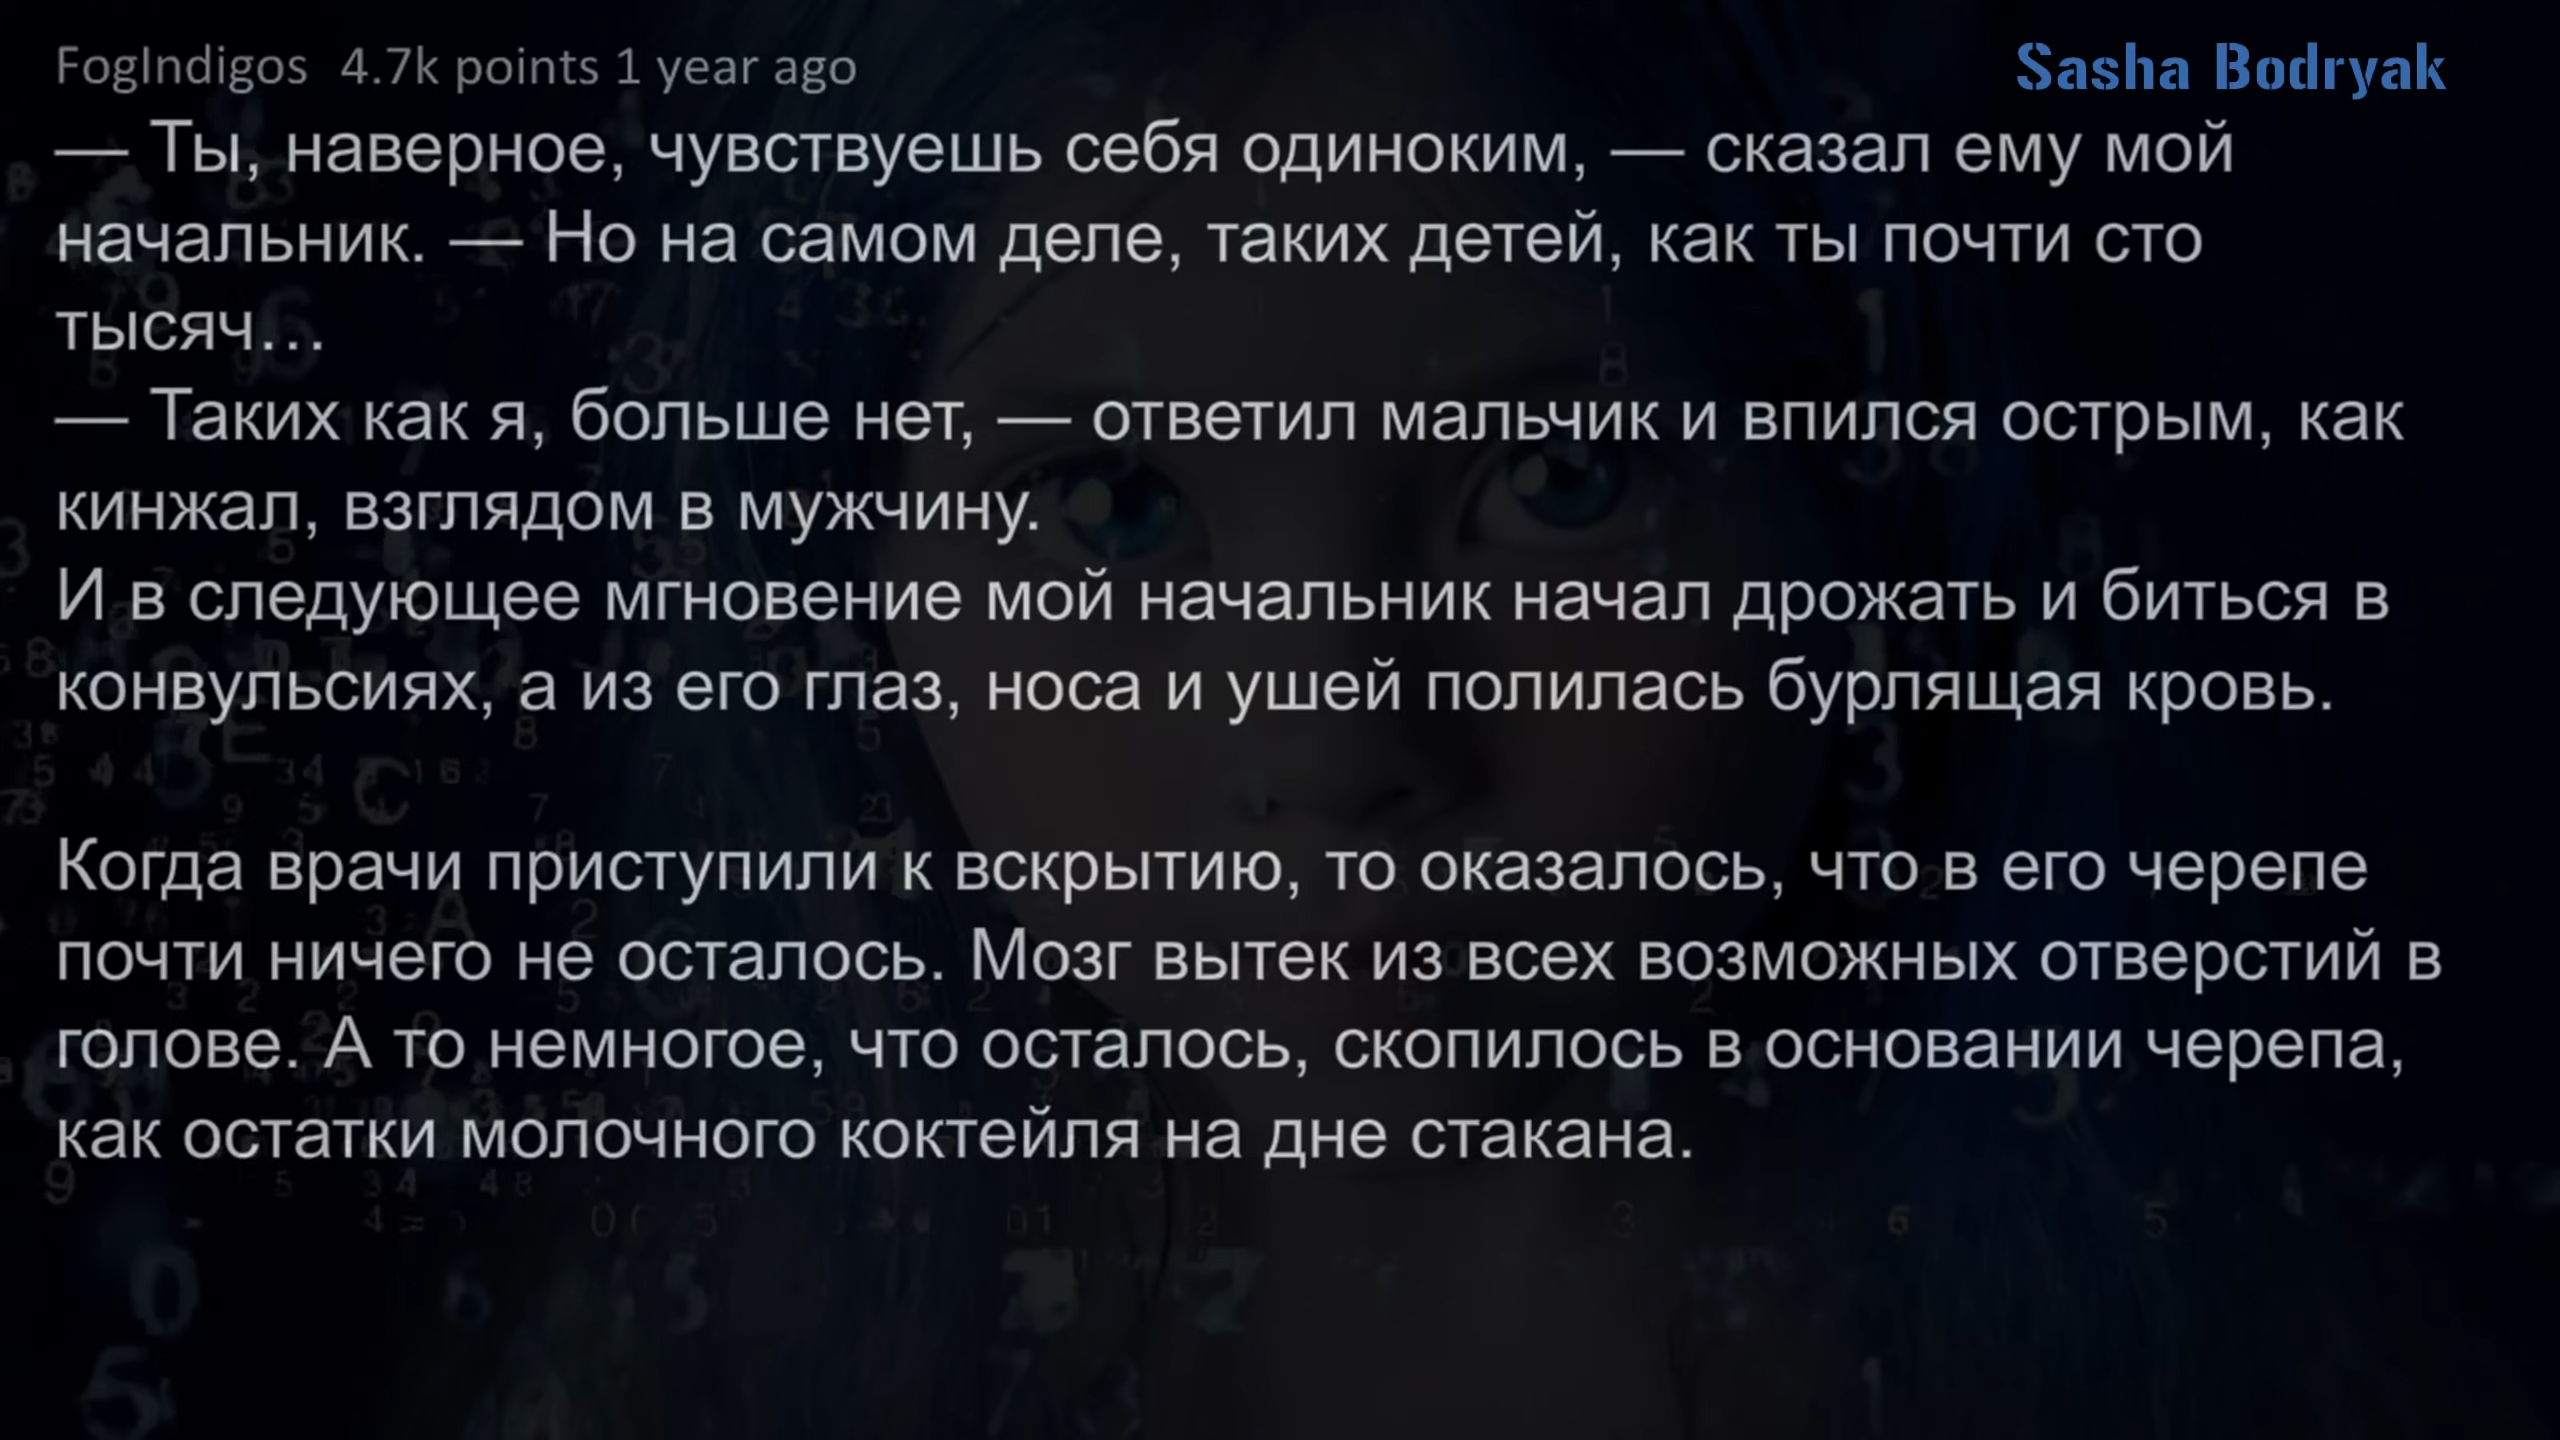 FogIndigos 4.7k points 1 year ago
Sasha Bodryak
— Ты, наверное, чувствуешь себя одиноким, — сказал ему мой
начальник. — Но на самом деле, таких детей, как ты почти сто
тысяч...
— Таких как я, больше нет, — ответил мальчик и впился острым, как
кинжал, взглядом в мужчину.
И в следующее мгновение мой начальник начал дрожать и биться в
конвульсиях, а из его глаз, носа и ушей полилась бурлящая кровь.
Когда врачи приступили к вскрытию, то оказалось, что в его черепе
почти ничего не осталось. Мозг вытек из всех возможных отверстий в
голове. А то немногое, что осталось, скопилось в основании черепа,
как остатки молочного коктейля на дне стакана.